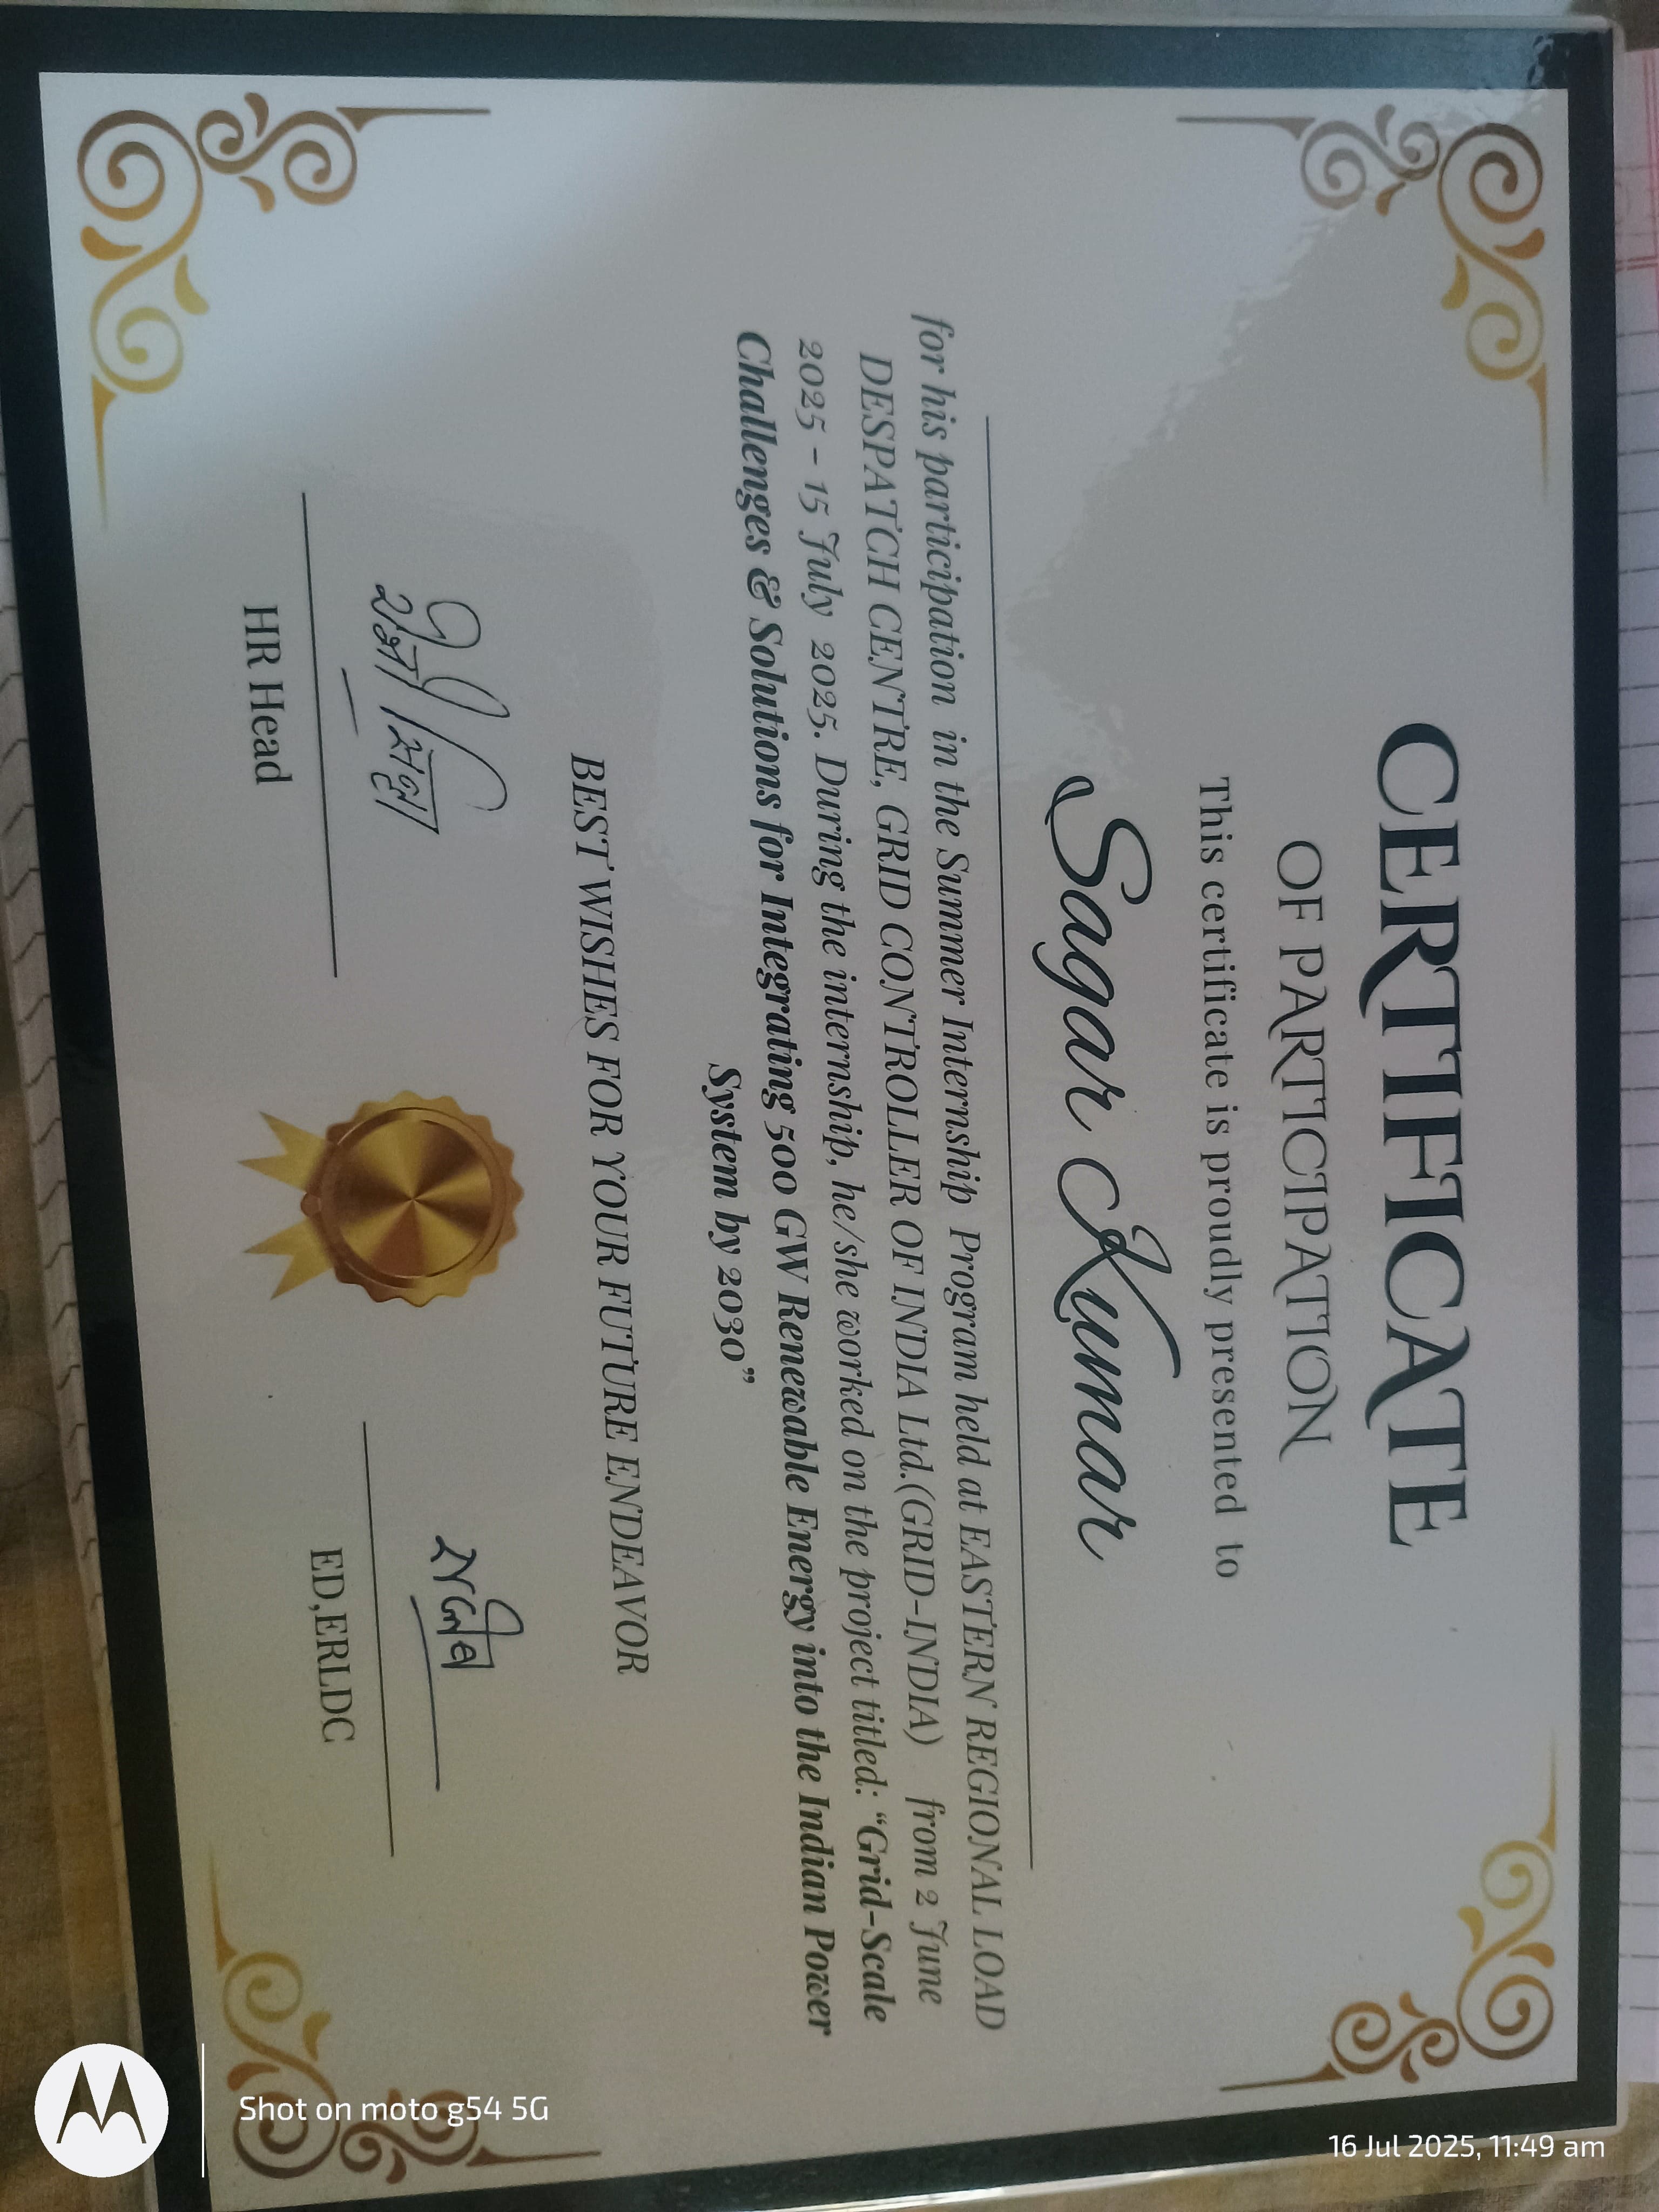 CERTIFICATE
OF PARTICIPATION
This certificate is proudly presented to
Sagar Kumar
for his participation in the Summer Internship Program held at EASTERN REGIONAL LOAD
DESPATCH CENTRE, GRID CONTROLLER OF INDIA Ltd.(GRID-INDIA) from 2 June
2025 - 15 July 2025. During the internship, he/she worked on the project titled: “Grid-Scale
Challenges & Solutions for Integrating 500 GW Renewable Energy into the Indian Power
System by 2030”
BEST WISHES FOR YOUR FUTURE ENDEAVOR
राजीव
HR Head
ED,ERLDC
16 Jul 2025, 11:49 am
Shot on moto g54 5G